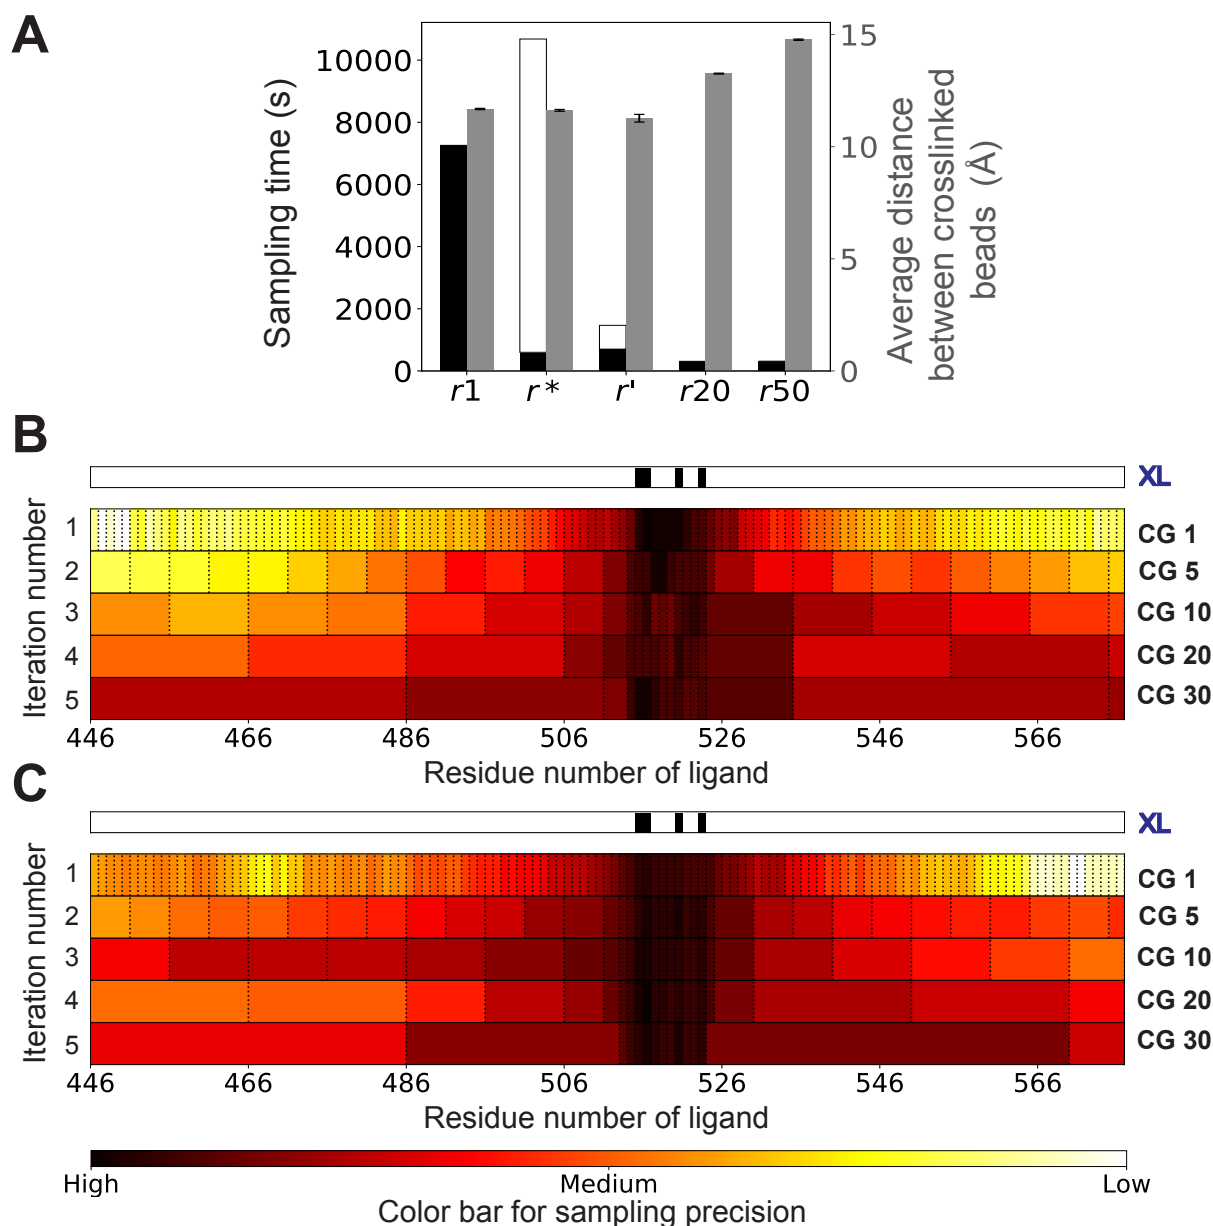 A
Sampling time (s)
10000
8000
6000
4000
2000
0
15
10
5
0
Average distance
between crosslinked
beads (Å)
r1 r* r' r20 r50
B
XL
Iteration number
1 CG 1
2 CG 5
3 CG 10
4 CG 20
5 CG 30
446 466 486 506 526 546 566
Residue number of ligand
C
XL
Iteration number
1 CG 1
2 CG 5
3 CG 10
4 CG 20
5 CG 30
446 466 486 506 526 546 566
Residue number of ligand
High Medium Low
Color bar for sampling precision